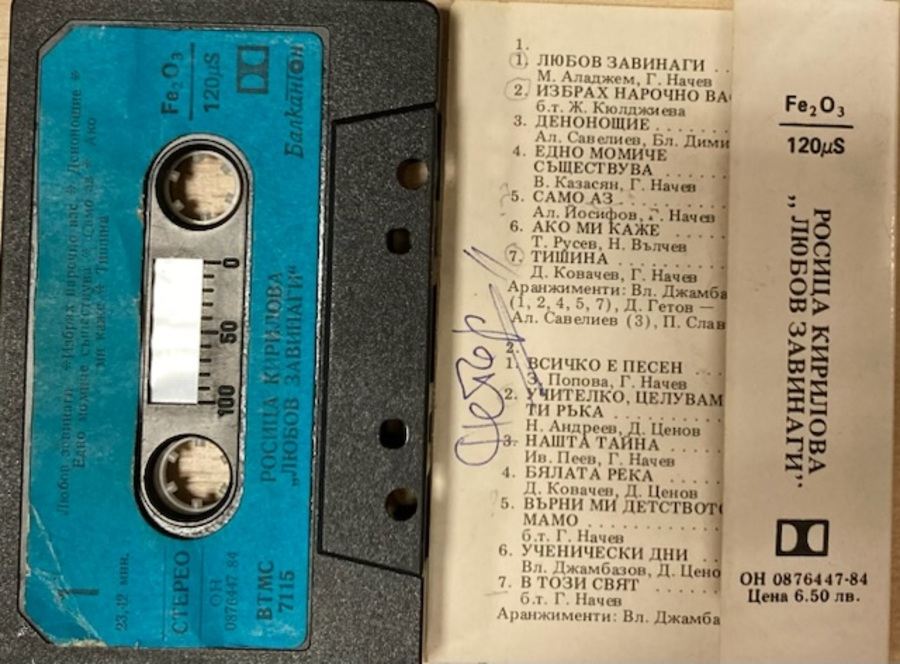 Fe2O3
120μS
Балкантон
Любов завинаги * Избрах нарочно вас * Денонощие *
Едно момиче съществува * Само аз * Ако
ми каже * Тишина
0
50
100
РОСИЦА КИРИЛОВА
„ЛЮБОВ ЗАВИНАГИ“
1
23,12 мин.
СТЕРЕО
ОН
0876447-84
ВТМС
7115
1.
1. ЛЮБОВ ЗАВИНАГИ . .
М. Аладжем, Г. Начев
2. ИЗБРАХ НАРОЧНО ВА
б.т. Ж. Кюлджиева
3. ДЕНОНОЩИЕ . . . . .
Ал. Савелиев, Бл. Дими
4. ЕДНО МОМИЧЕ
СЪЩЕСТВУВА . . . . .
В. Казасян, Г. Начев
5. САМО АЗ . . . . . . .
Ал. Йосифов, Г. Начев
6. АКО МИ КАЖЕ . . . . .
Т. Русев, Н. Вълчев
7. ТИШИНА . . . . . . .
Д. Ковачев, Г. Начев
Аранжименти: Вл. Джамба
(1, 2, 4, 5, 7), Д. Гетов —
Ал. Савелиев (3), П. Слав
2.
1. ВСИЧКО Е ПЕСЕН . .
Э. Попова, Г. Начев
2. УЧИТЕЛКО, ЦЕЛУВАМ
ТИ РЪКА . . . . . . .
Н. Андреев, Д. Ценов
3. НАШТА ТАЙНА . . . .
Ив. Пеев, Г. Начев
4. БЯЛАТА РЕКА . . . . .
Д. Ковачев, Д. Ценов
5. ВЪРНИ МИ ДЕТСТВОТО
МАМО . . . . . . . .
б.т. Г. Начев
6. УЧЕНИЧЕСКИ ДНИ . .
Вл. Джамбазов, Д. Цено
7. В ТОЗИ СВЯТ . . . . .
б.т. Г. Начев
Аранжименти: Вл. Джамба
Fe2O3
120μS
РОСИЦА КИРИЛОВА
„ЛЮБОВ ЗАВИНАГИ“
ОН 0876447-84
Цена 6.50 лв.